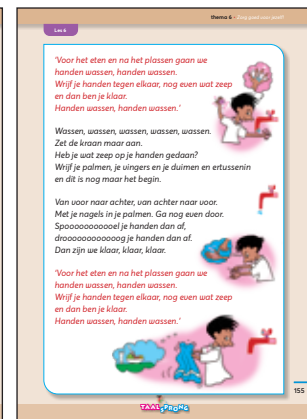 thema 6 – Zorg goed voor jezelf!
Les 6
‘Voor het eten en na het plassen gaan we
handen wassen, handen wassen.
Wrijf je handen tegen elkaar, nog even wat zeep
en dan ben je klaar.
Handen wassen, handen wassen.’
Wassen, wassen, wassen, wassen, wassen.
Zet de kraan maar aan.
Heb je wat zeep op je handen gedaan?
Wrijf je palmen, je vingers en je duimen en ertussenin
en dit is nog maar het begin.
Van voor naar achter, van achter naar voor.
Met je nagels in je palmen. Ga nog even door.
Spooooooooooel je handen dan af,
droooooooooooog je handen dan af.
Dan zijn we klaar, klaar, klaar.
‘Voor het eten en na het plassen gaan we
handen wassen, handen wassen.
Wrijf je handen tegen elkaar, nog even wat zeep
en dan ben je klaar.
Handen wassen, handen wassen.’
155
TAALSPRONG